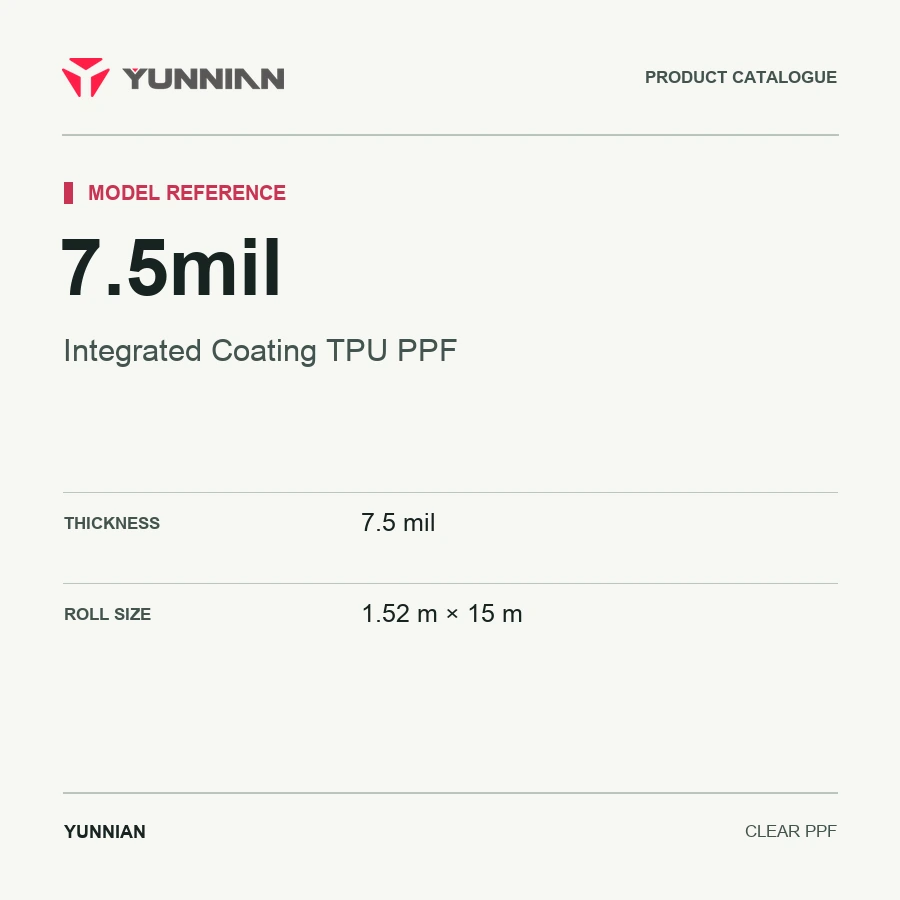 YUNNIAN
PRODUCT CATALOGUE
MODEL REFERENCE
7.5mil
Integrated Coating TPU PPF
THICKNESS 7.5 mil
ROLL SIZE 1.52 m × 15 m
YUNNIAN
CLEAR PPF